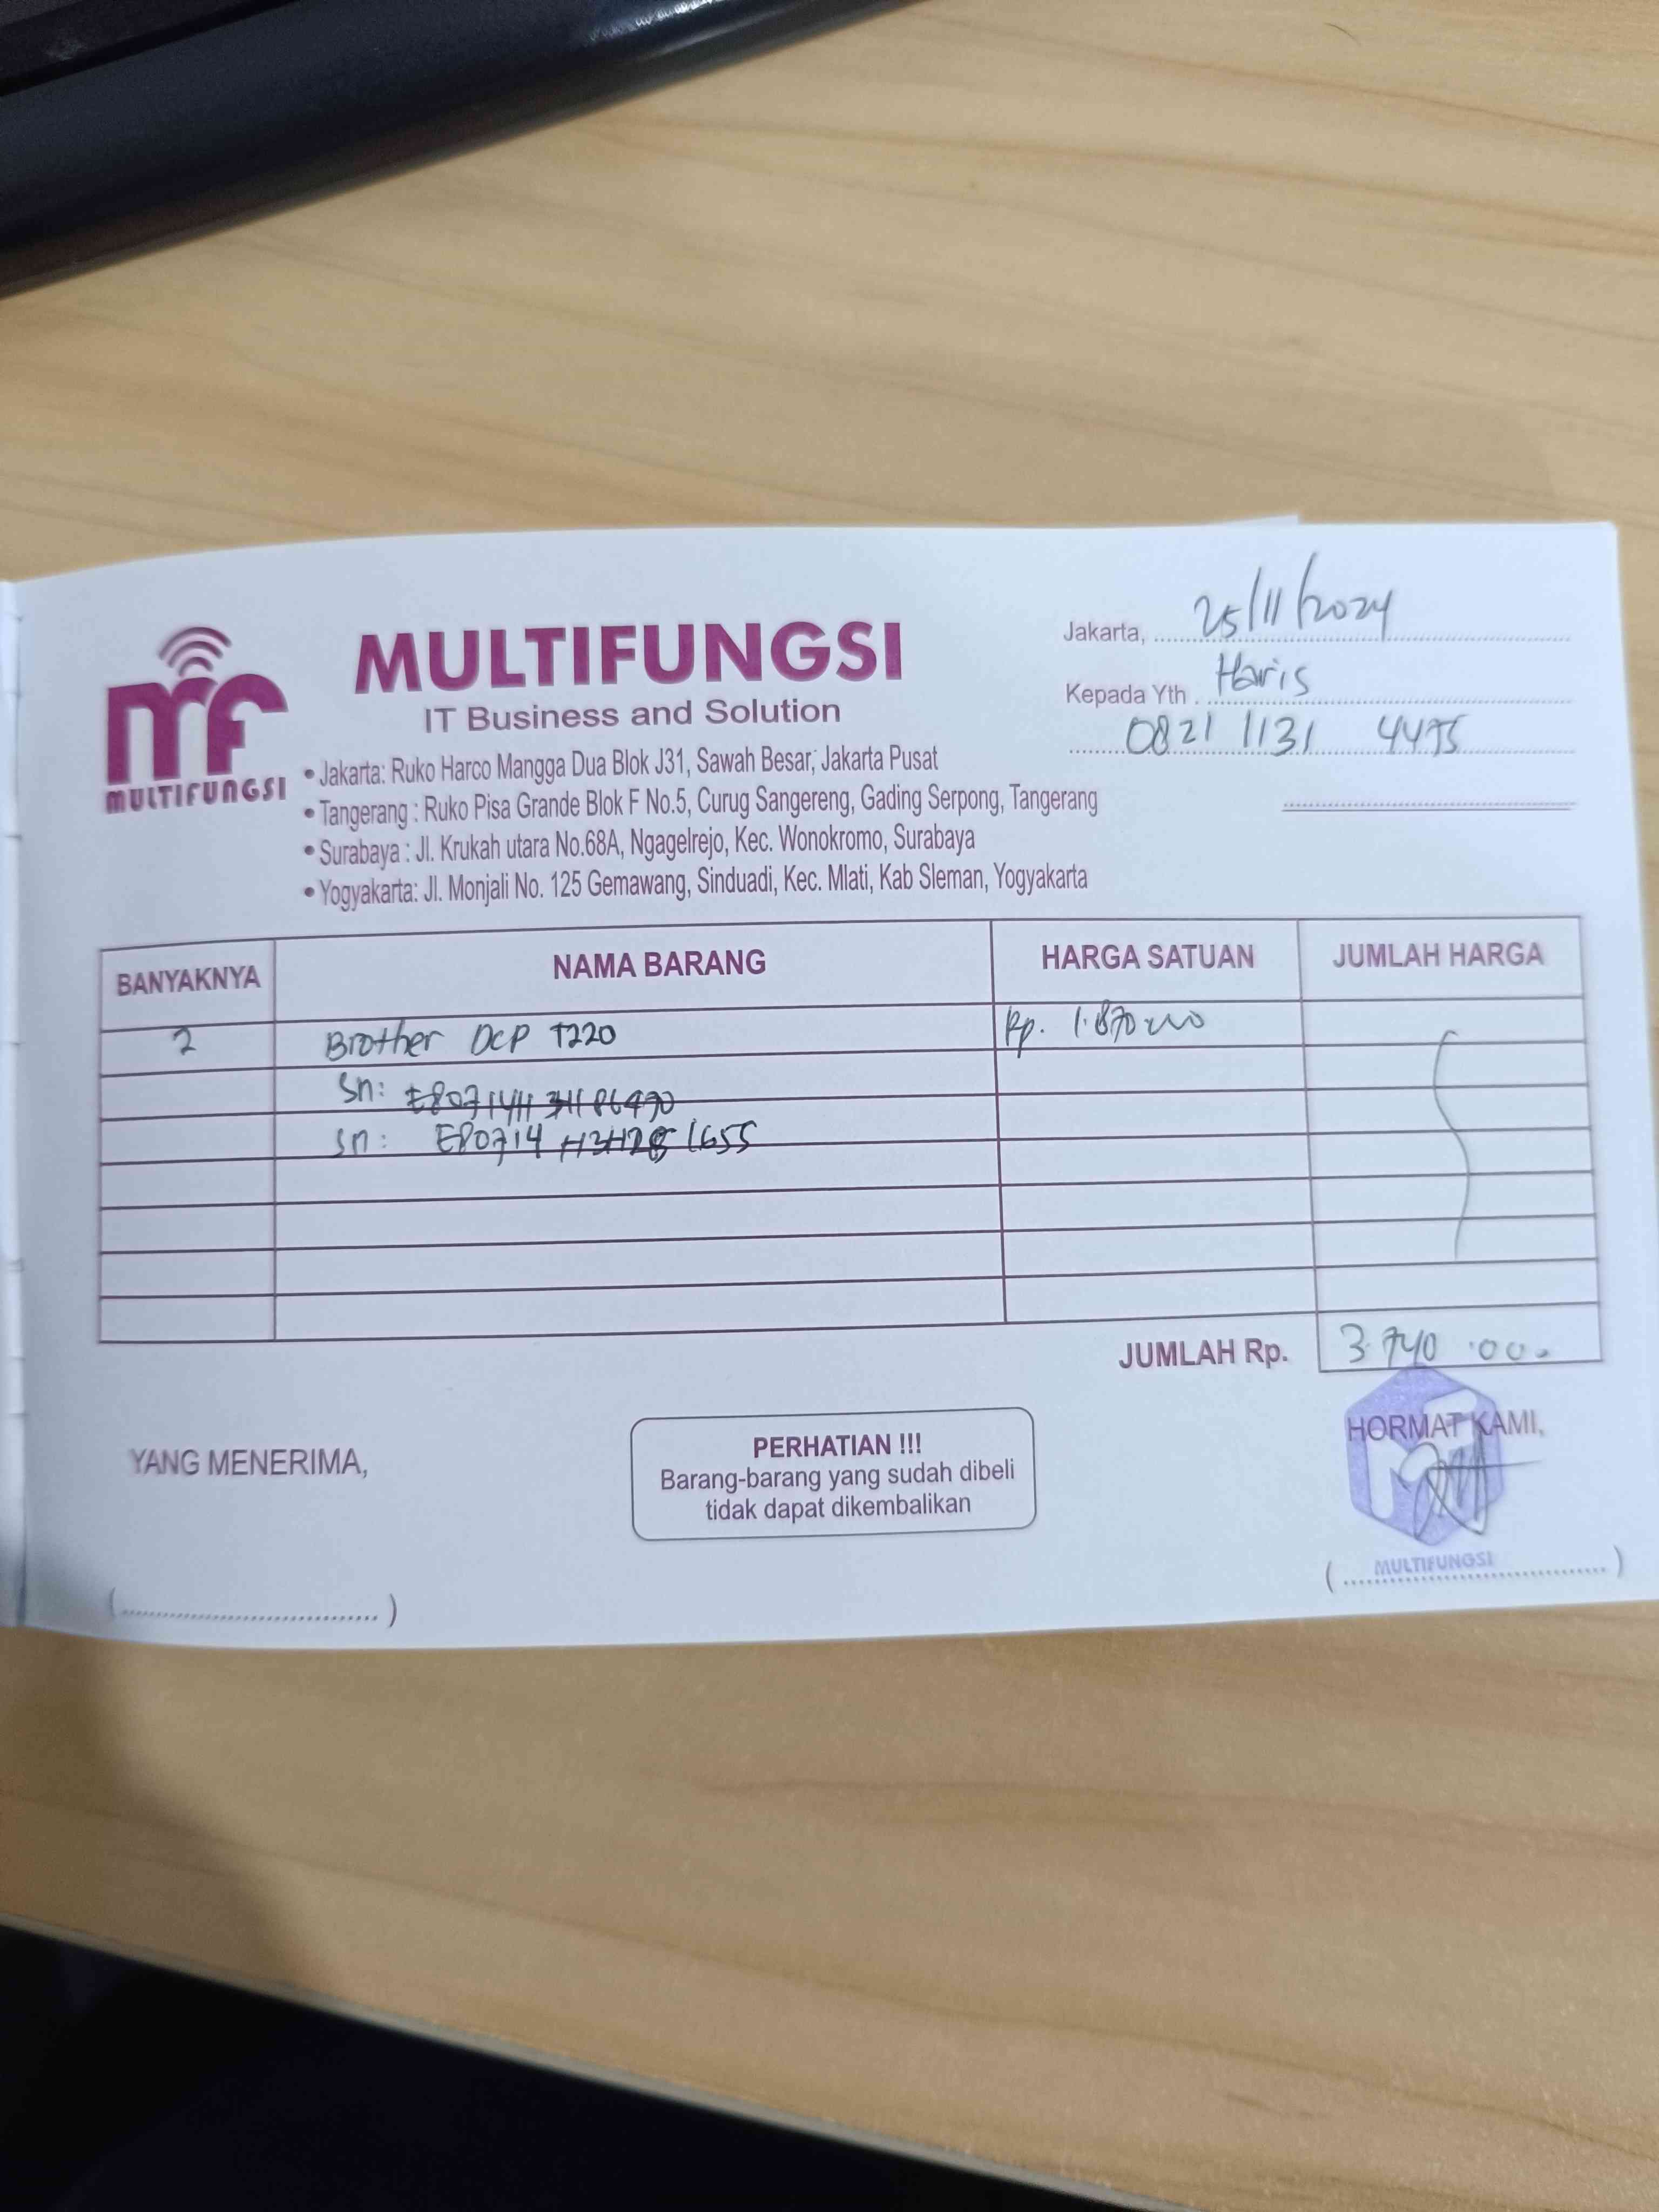 MULTIFUNGSI
MULTIFUNGSI
IT Business and Solution
• Jakarta: Ruko Harco Mangga Dua Blok J31, Sawah Besar, Jakarta Pusat
• Tangerang : Ruko Pisa Grande Blok F No.5, Curug Sangereng, Gading Serpong, Tangerang
• Surabaya : Jl. Krukah utara No.68A, Ngagelrejo, Kec. Wonokromo, Surabaya
• Yogyakarta: Jl. Monjali No. 125 Gemawang, Sinduadi, Kec. Mlati, Kab Sleman, Yogyakarta
Jakarta, 25/11/2024
Kepada Yth . Haris
0821 1131 4475
BANYAKNYA NAMA BARANG HARGA SATUAN JUMLAH HARGA
2 Brother DCP T220 Rp. 1.870.000
Sn:
Sn:
JUMLAH Rp. 3.740.000
YANG MENERIMA,
PERHATIAN !!!
Barang-barang yang sudah dibeli
tidak dapat dikembalikan
HORMAT KAMI,
MULTIFUNGSI